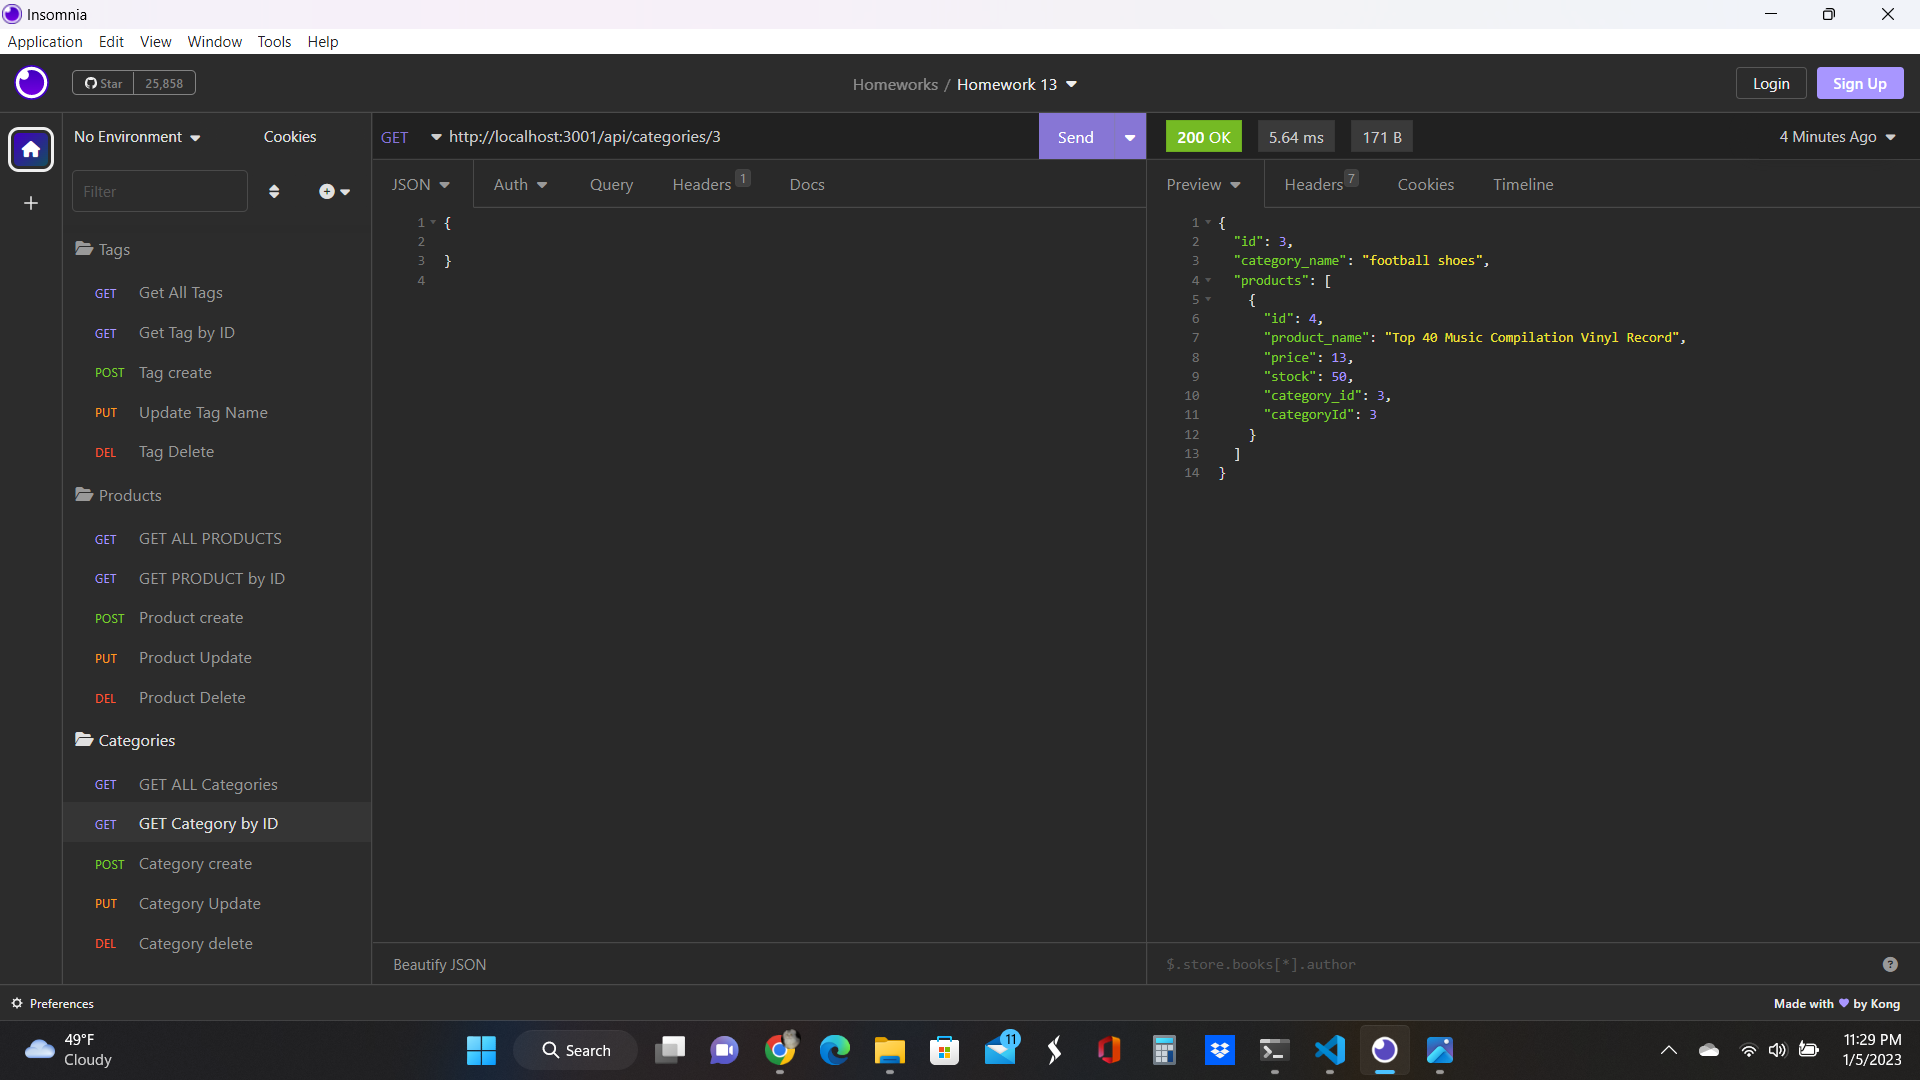 Insomnia
Application Edit View Window Tools Help
Star 25,858
Homeworks / Homework 13
Login Sign Up
No Environment Cookies
GET http://localhost:3001/api/categories/3 Send
200 OK 5.64 ms 171 B 4 Minutes Ago
Filter
JSON Auth Query Headers 1 Docs
Preview Headers 7 Cookies Timeline
Tags
GET Get All Tags
GET Get Tag by ID
POST Tag create
PUT Update Tag Name
DEL Tag Delete
Products
GET GET ALL PRODUCTS
GET GET PRODUCT by ID
POST Product create
PUT Product Update
DEL Product Delete
Categories
GET GET ALL Categories
GET GET Category by ID
POST Category create
PUT Category Update
DEL Category delete
1 {
2
3 }
4
1 {
2 "id": 3,
3 "category_name": "football shoes",
4 "products": [
5 {
6 "id": 4,
7 "product_name": "Top 40 Music Compilation Vinyl Record",
8 "price": 13,
9 "stock": 50,
10 "category_id": 3,
11 "categoryId": 3
12 }
13 ]
14 }
Beautify JSON
$.store.books[*].author
Preferences
Made with by Kong
49°F
Cloudy
Search
11
11:29 PM
1/5/2023